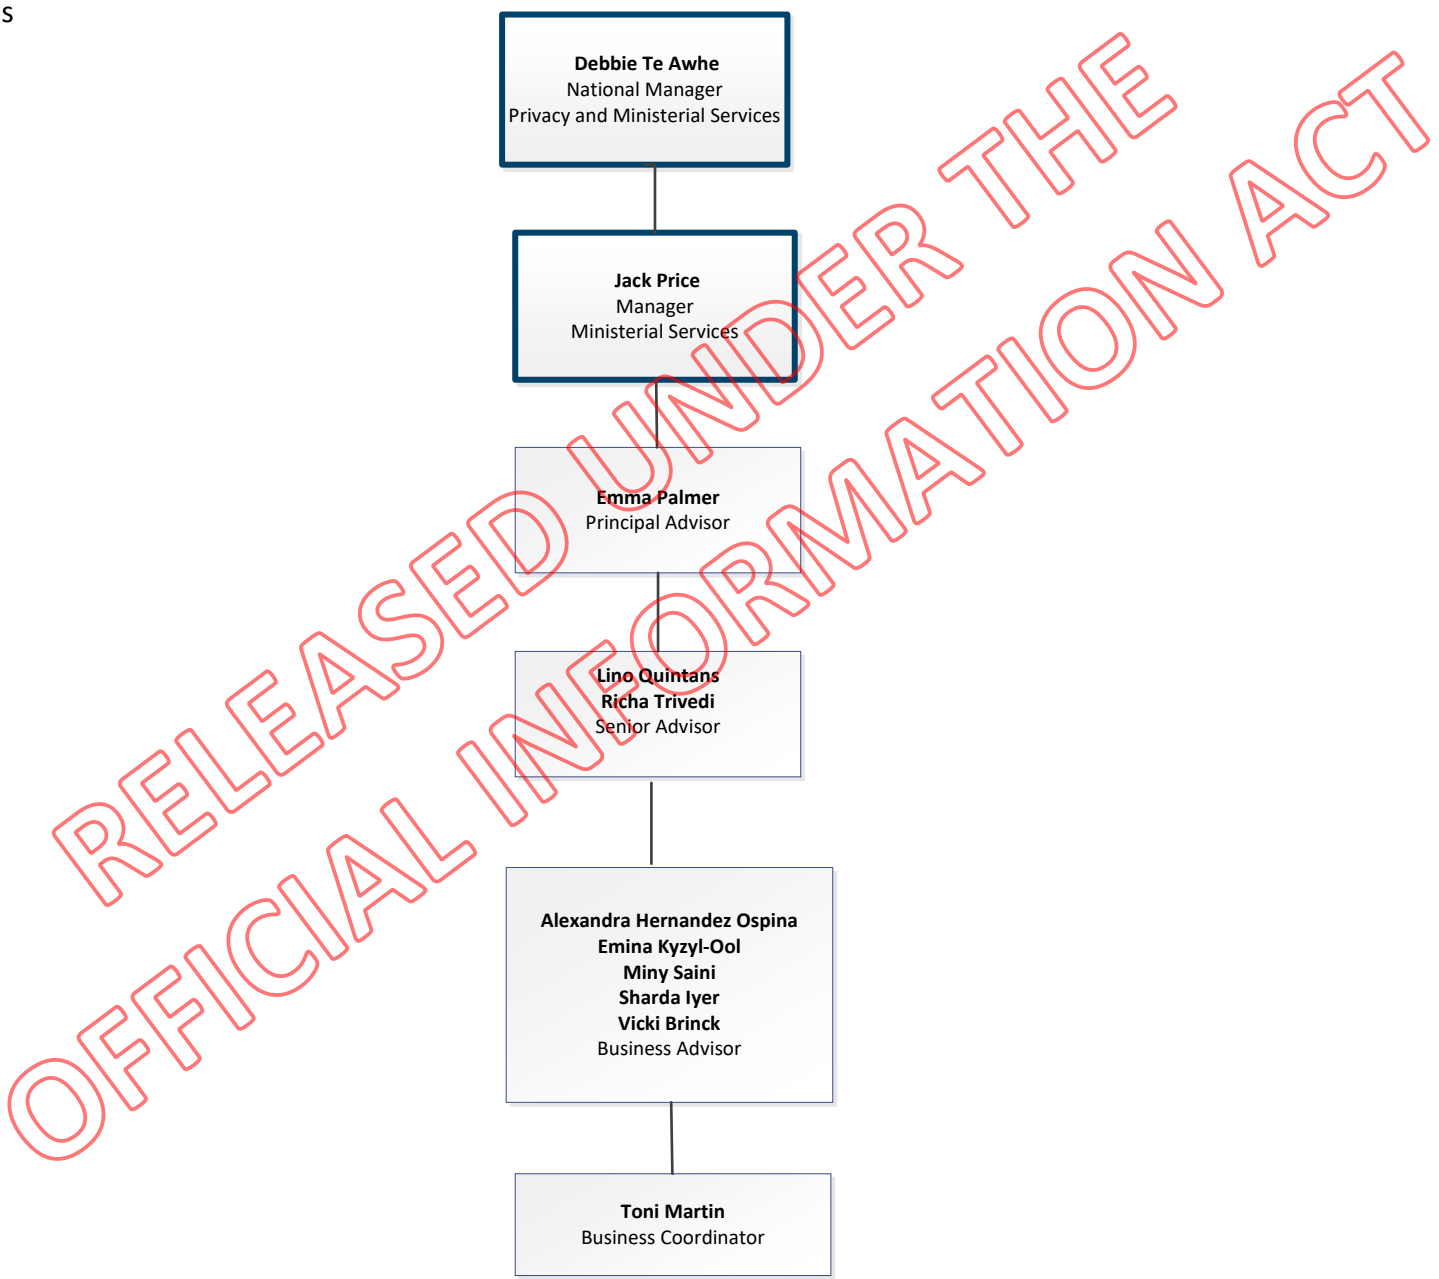 s
Debbie Te Awhe
National Manager
Privacy and Ministerial Services
Jack Price
Manager
Ministerial Services
Emma Palmer
Principal Advisor
Lino Quintans
Richa Trivedi
Senior Advisor
Alexandra Hernandez Ospina
Emina Kyzyl-Ool
Miny Saini
Sharda Iyer
Vicki Brinck
Business Advisor
Toni Martin
Business Coordinator
RELEASED UNDER THE
OFFICIAL INFORMATION ACT